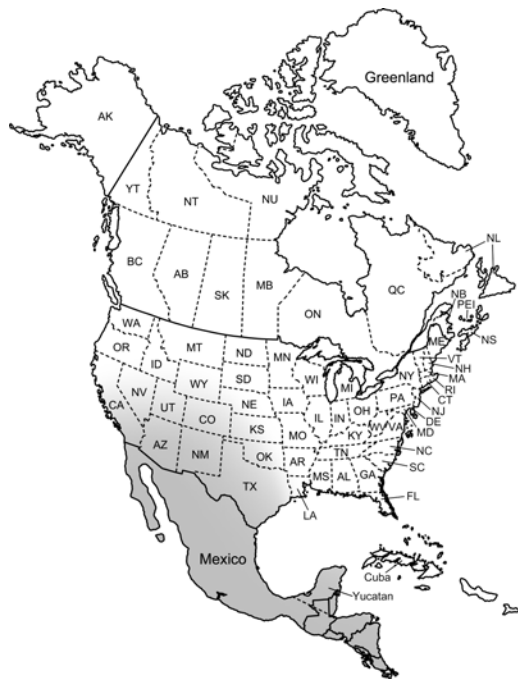 Greenland
AK
YT
NT
NU
NL
BC
AB
SK
MB
ON
QC
NB
PEI
NS
WA
OR
ID
MT
ND
MN
WI
MI
ME
VT
NH
NY
MA
RI
CT
NJ
DE
MD
WY
SD
IA
NE
NV
UT
CO
CA
IL
IN
OH
PA
WV
VA
KS
MO
KY
NC
TN
SC
AZ
NM
OK
AR
TX
MS
AL
GA
LA
FL
Mexico
Cuba
Yucatan